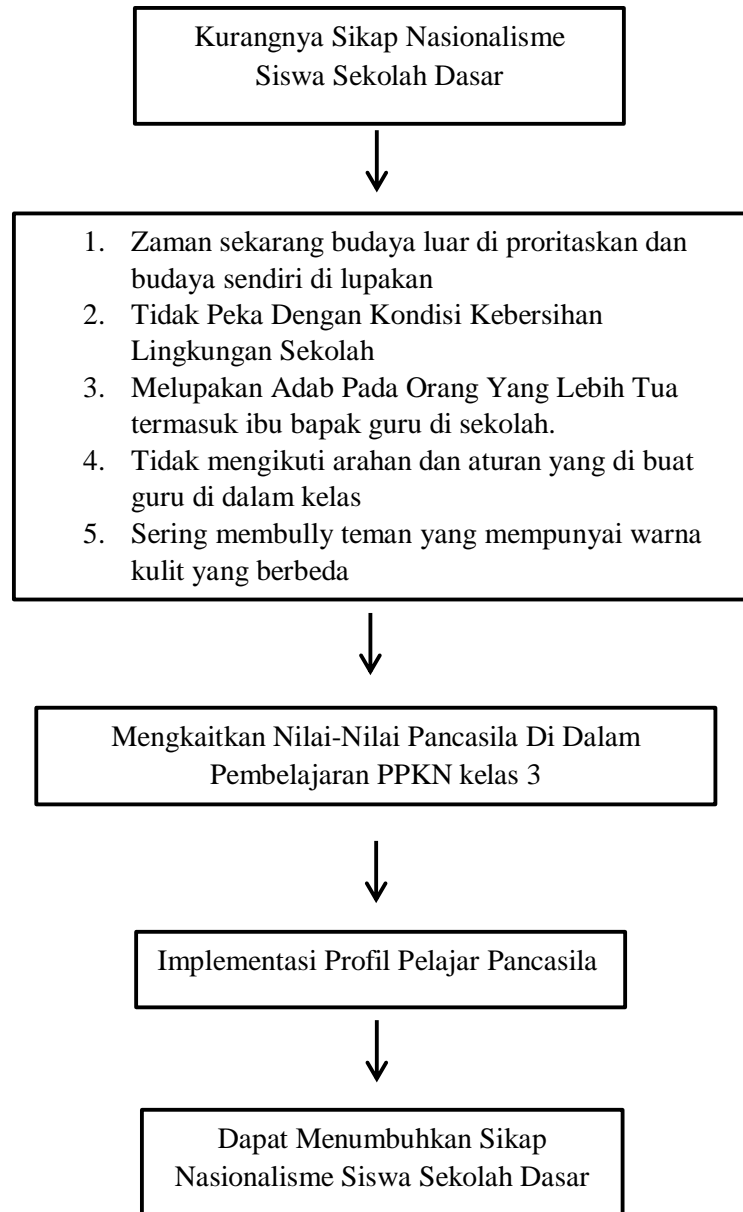 Kurangnya Sikap Nasionalisme
Siswa Sekolah Dasar
1. Zaman sekarang budaya luar di proritaskan dan
budaya sendiri di lupakan
2. Tidak Peka Dengan Kondisi Kebersihan
Lingkungan Sekolah
3. Melupakan Adab Pada Orang Yang Lebih Tua
termasuk ibu bapak guru di sekolah.
4. Tidak mengikuti arahan dan aturan yang di buat
guru di dalam kelas
5. Sering membully teman yang mempunyai warna
kulit yang berbeda
Mengkaitkan Nilai-Nilai Pancasila Di Dalam
Pembelajaran PPKN kelas 3
Implementasi Profil Pelajar Pancasila
Dapat Menumbuhkan Sikap
Nasionalisme Siswa Sekolah Dasar